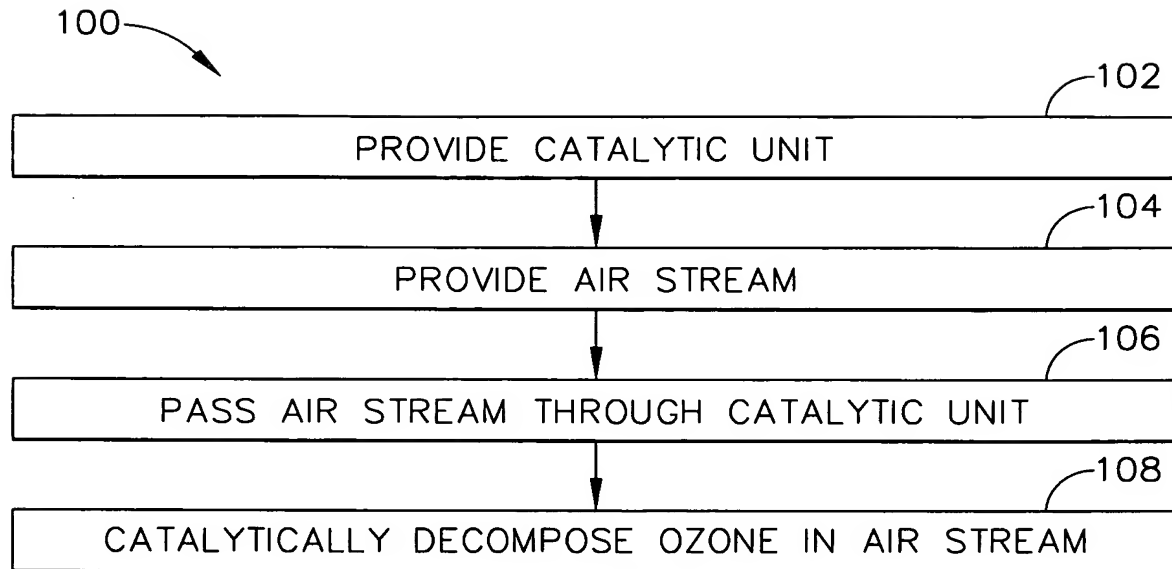 100
102
PROVIDE CATALYTIC UNIT
104
PROVIDE AIR STREAM
106
PASS AIR STREAM THROUGH CATALYTIC UNIT
108
CATALYTICALLY DECOMPOSE OZONE IN AIR STREAM